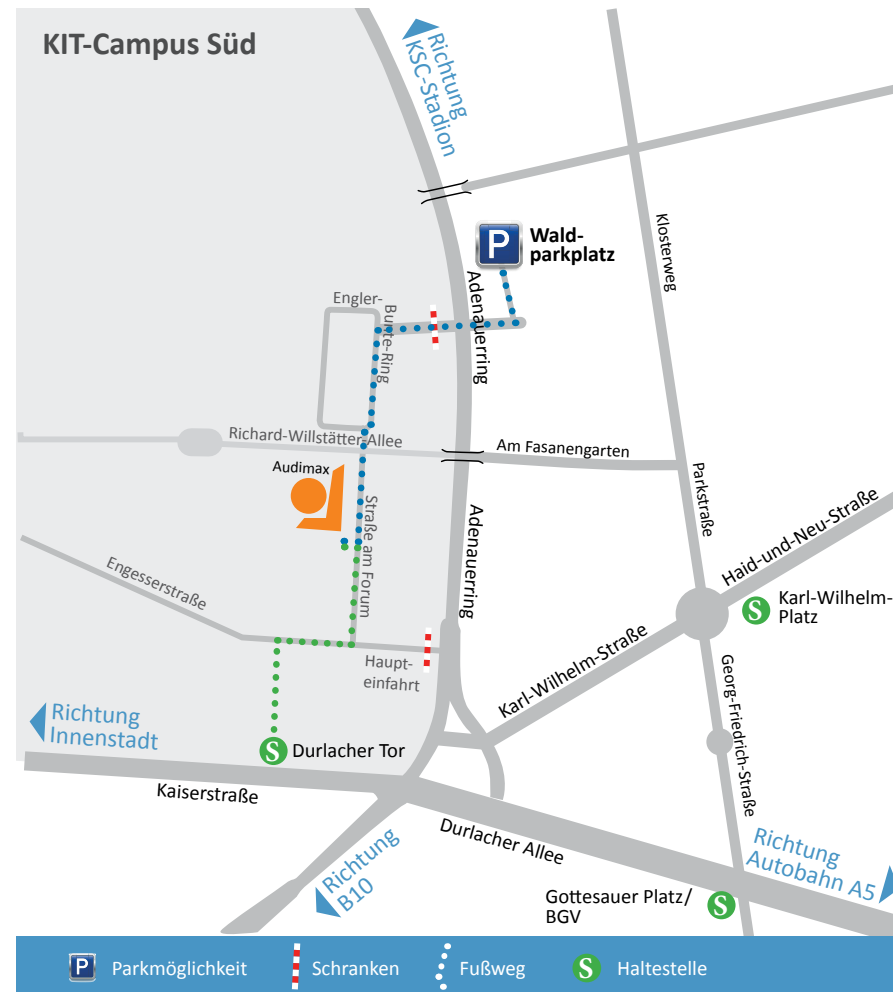 KIT-Campus Süd
Richtung
KSC-Stadion
P
Wald-
parkplatz
Klosterweg
Adenauerring
Engler-
Bunte-Ring
Richard-Willstätter-Allee
Am Fasanengarten
Audimax
Parkstraße
Straße am Forum
Adenauerring
Haid-und-Neu-Straße
Engesserstraße
S
Karl-Wilhelm-
Platz
Karl-Wilhelm-Straße
Haupt-
einfahrt
Georg-Friedrich-Straße
Richtung
Innenstadt
S Durlacher Tor
Kaiserstraße
Durlacher Allee
Richtung
Autobahn A5
Richtung
B10
Gottesauer Platz/
BGV
S
P Parkmöglichkeit
Schranken
Fußweg
S Haltestelle